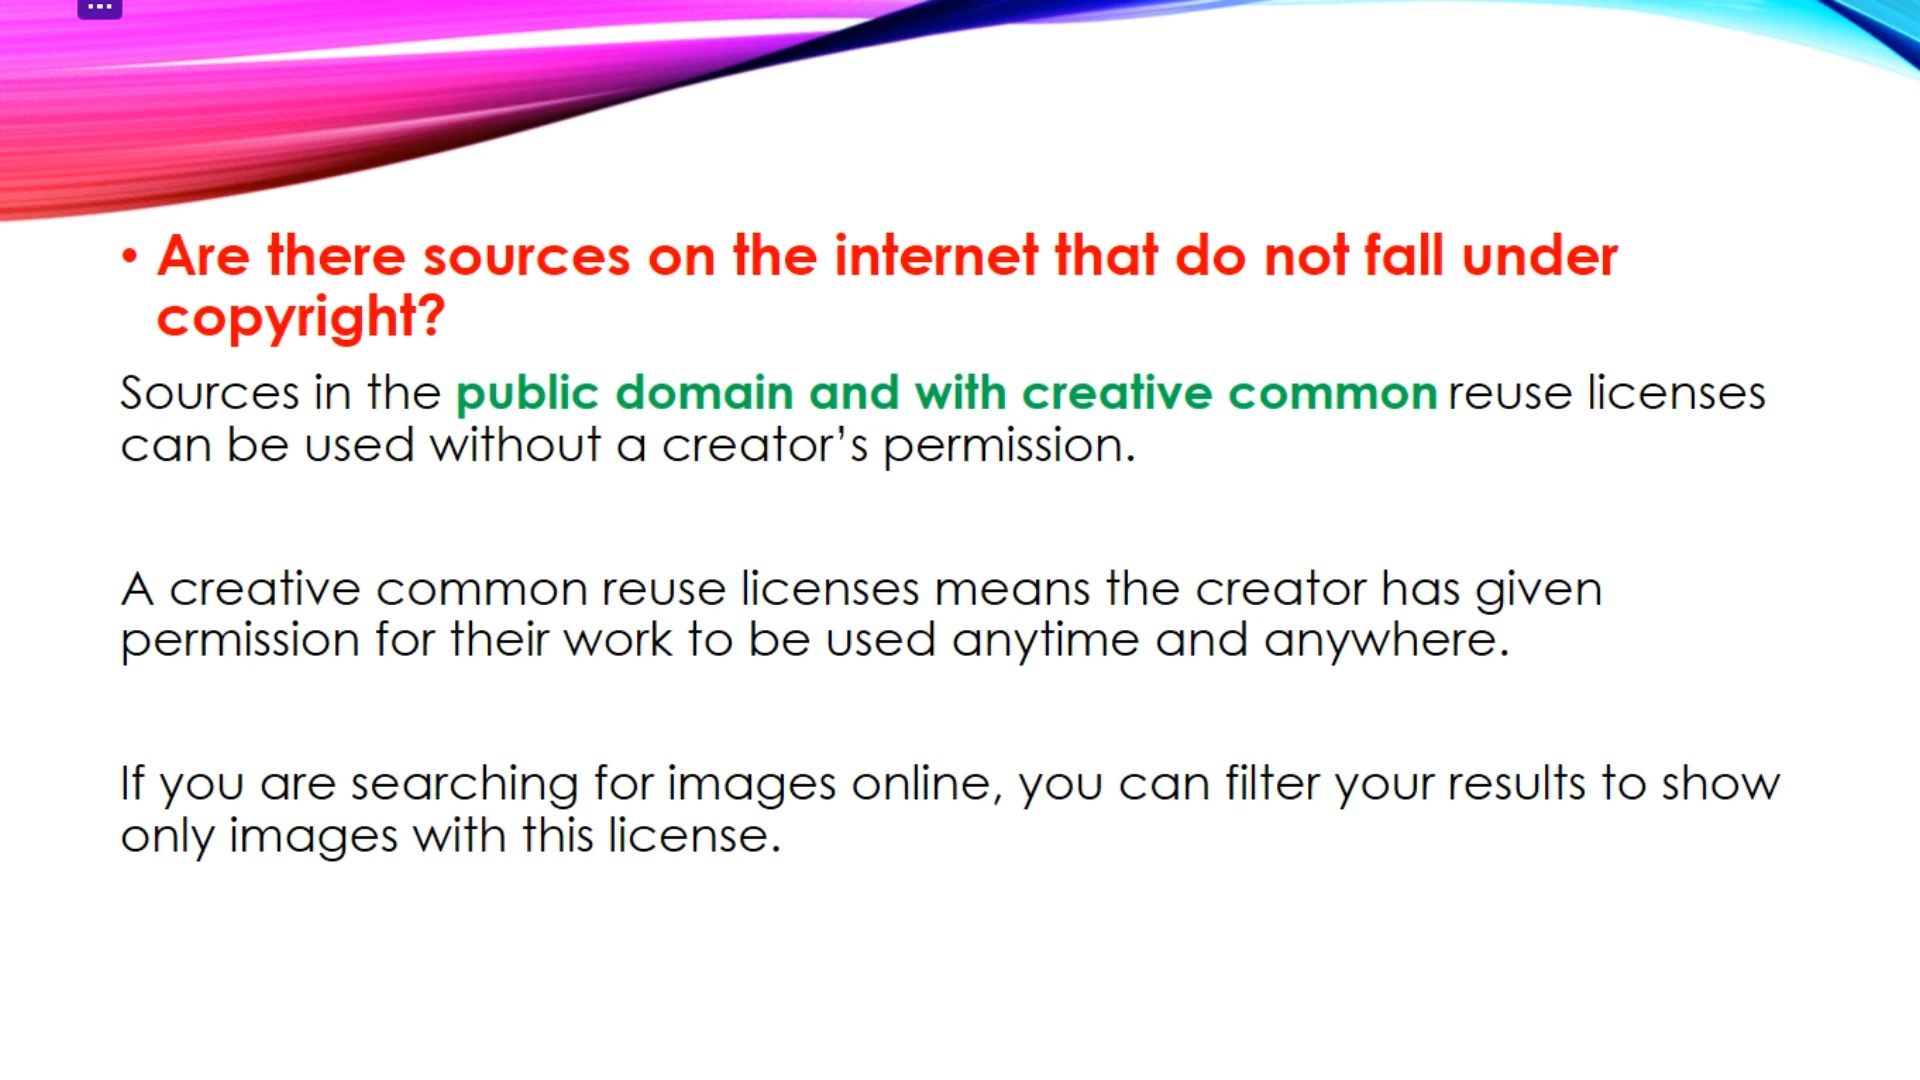 • Are there sources on the internet that do not fall under
copyright?
Sources in the public domain and with creative common reuse licenses
can be used without a creator’s permission.
A creative common reuse licenses means the creator has given
permission for their work to be used anytime and anywhere.
If you are searching for images online, you can filter your results to show
only images with this license.